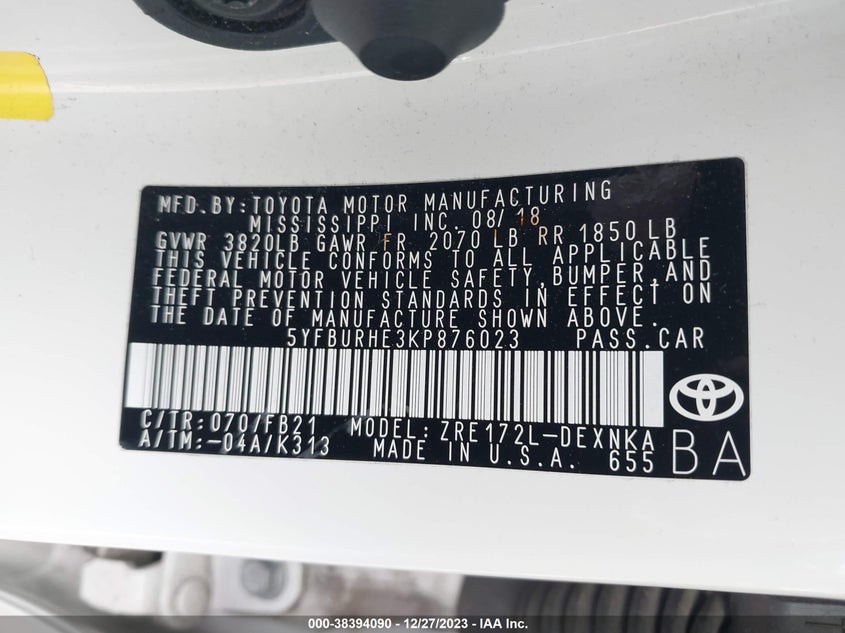 MFD. BY: TOYOTA MOTOR MANUFACTURING
MISSISSIPPI INC. 08/18
GVWR 3820LB GAWR FR 2070 LB RR 1850 LB
THIS VEHICLE CONFORMS TO ALL APPLICABLE
FEDERAL MOTOR VEHICLE SAFETY, BUMPER, AND
THEFT PREVENTION STANDARDS IN EFFECT ON
THE DATE OF MANUFACTURE SHOWN ABOVE.
5YFBURHE3KP876023 PASS. CAR
C/TR: 070/FB21 MODEL: ZRE172L-DEXNKA
A/TM: -04A/K313 MADE IN U.S.A. 655 BA
000-38394090 - 12/27/2023 - IAA Inc.